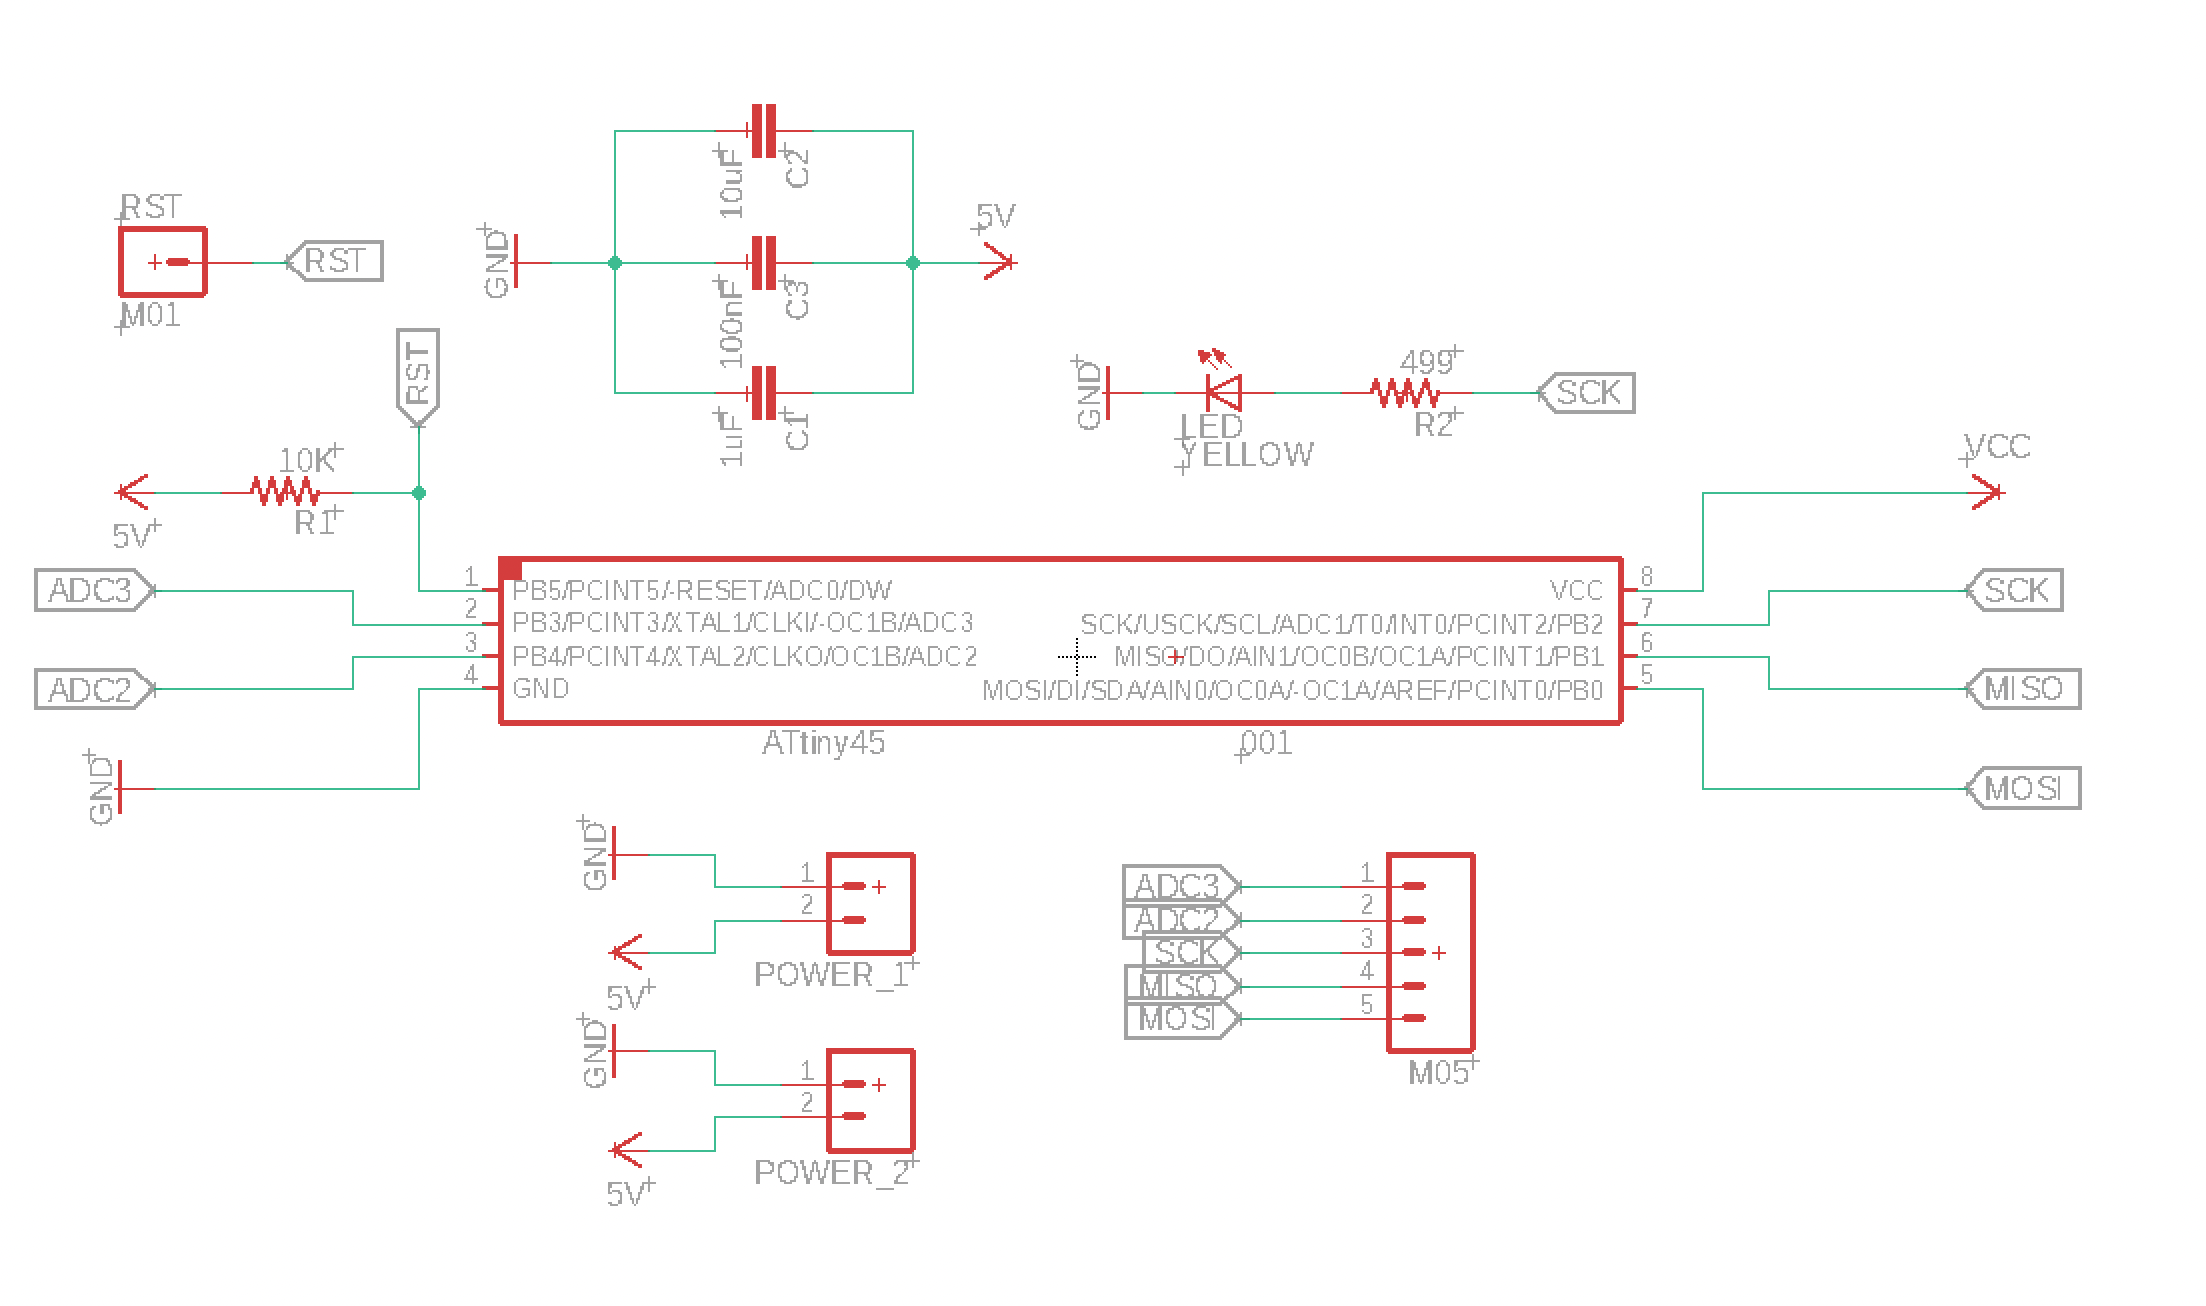 RST
RST
M01
10uF
C2
GND
5V
100nF
C3
1uF
C1
RST
499
GND
SCK
R2
LED
YELLOW
10K
5V
R1
VCC
ADC3
1
PB5/PCINT5/-RESET/ADC0/DW
VCC
8
SCK
2
PB3/PCINT3/XTAL1/CLKI/-OC1B/ADC3
SCK/USCK/SCL/ADC1/T0/INT0/PCINT2/PB2
7
ADC2
3
PB4/PCINT4/XTAL2/CLKO/OC1B/ADC2
MISO/DO/AIN1/OC0B/OC1A/PCINT1/PB1
6
MISO
4
GND
MOSI/DI/SDA/AIN0/OC0A/-OC1A/AREF/PCINT0/PB0
5
GND
ATtiny45
001
MOSI
GND
1
2
5V
POWER_1
GND
1
2
5V
POWER_2
ADC3
1
ADC2
2
SCK
3
MISO
4
MOSI
5
M05